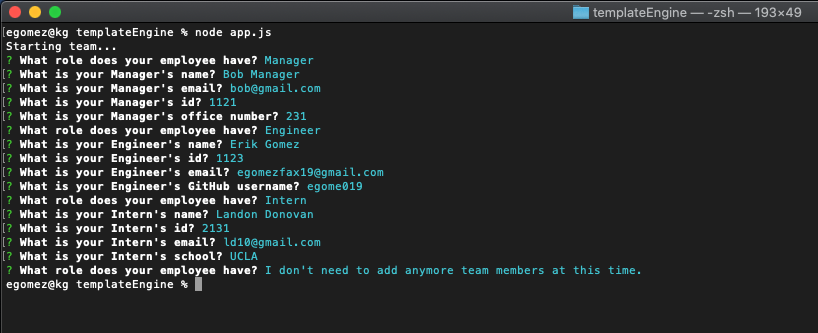 templateEngine — -zsh — 193×49
[egomez@kg templateEngine % node app.js
Starting team...
? What role does your employee have? Manager
[? What is your Manager's name? Bob Manager
[? What is your Manager's email? bob@gmail.com
[? What is your Manager's id? 1121
[? What is your Manager's office number? 231
? What role does your employee have? Engineer
[? What is your Engineer's name? Erik Gomez
[? What is your Engineer's id? 1123
[? What is your Engineer's email? egomezfax19@gmail.com
[? What is your Engineer's GitHub username? egome019
? What role does your employee have? Intern
[? What is your Intern's name? Landon Donovan
[? What is your Intern's id? 2131
[? What is your Intern's email? ld10@gmail.com
[? What is your Intern's school? UCLA
? What role does your employee have? I don't need to add anymore team members at this time.
egomez@kg templateEngine %